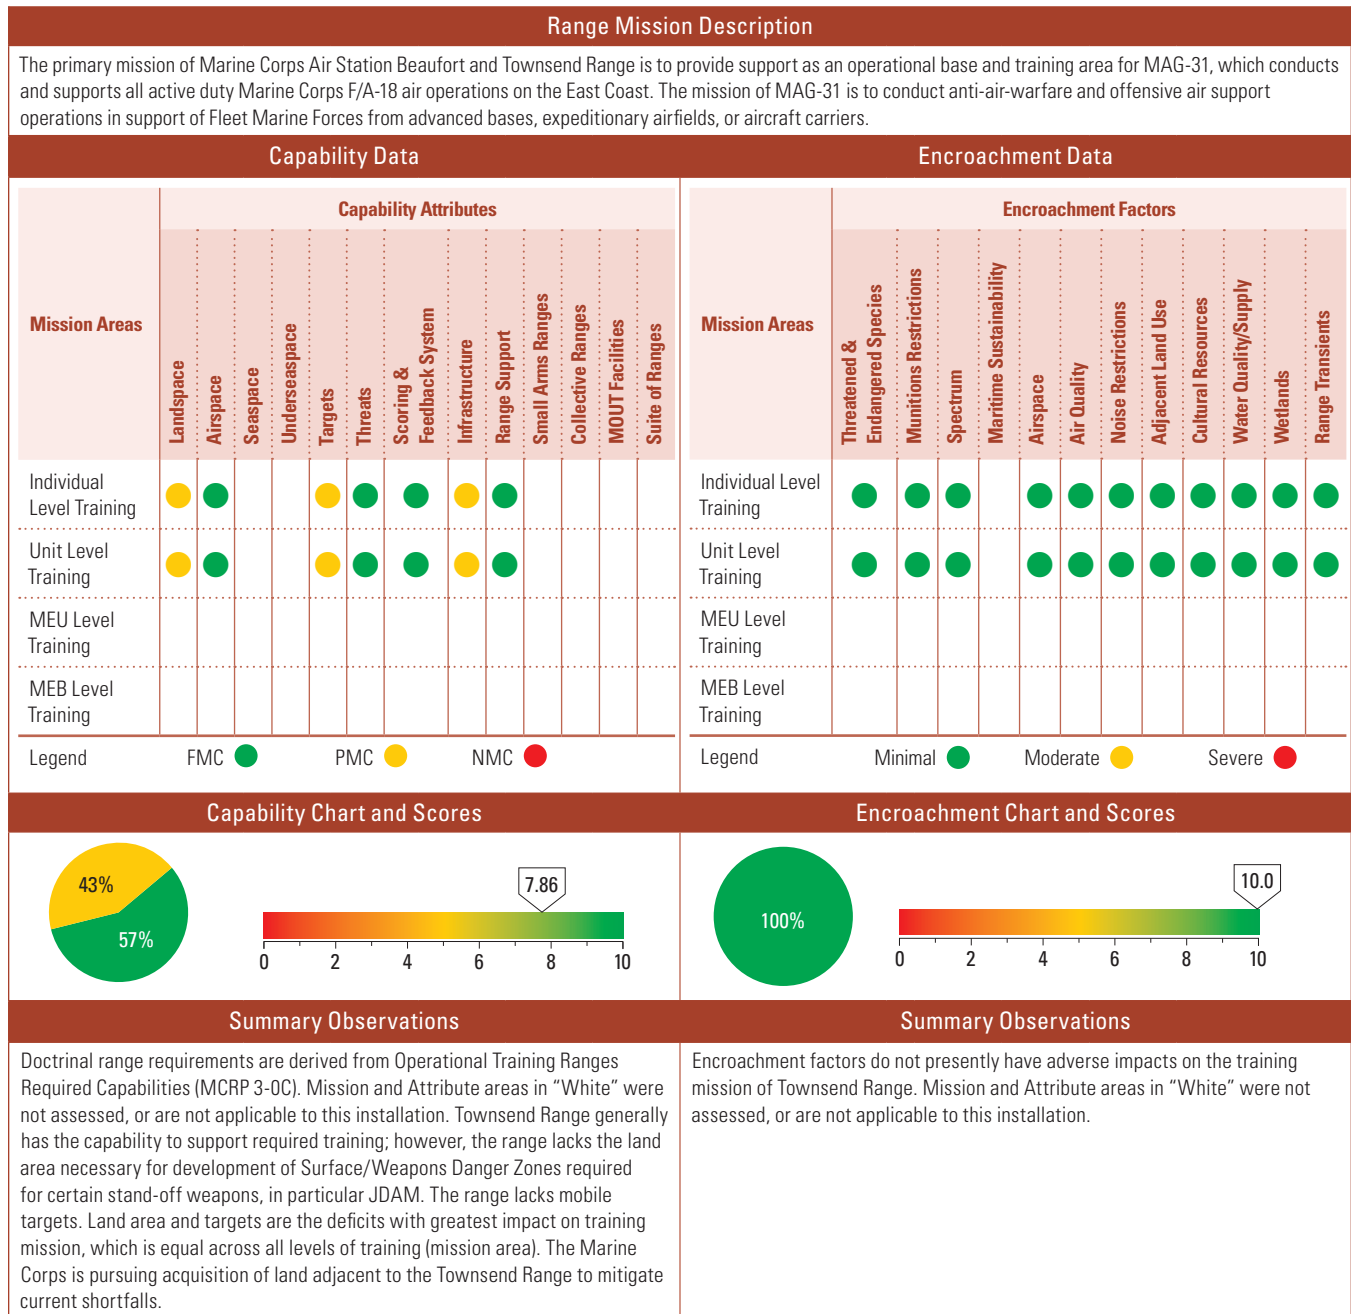 Range Mission Description
The primary mission of Marine Corps Air Station Beaufort and Townsend Range is to provide support as an operational base and training area for MAG-31, which conducts
and supports all active duty Marine Corps F/A-18 air operations on the East Coast. The mission of MAG-31 is to conduct anti-air-warfare and offensive air support
operations in support of Fleet Marine Forces from advanced bases, expeditionary airfields, or aircraft carriers.
Capability Data
Capability Attributes
Mission Areas
Landspace
Airspace
Seaspace
Underseaspace
Targets
Threats
Scoring &
Feedback System
Infrastructure
Range Support
Small Arms Ranges
Collective Ranges
MOUT Facilities
Suite of Ranges
Individual
Level Training
Unit Level
Training
MEU Level
Training
MEB Level
Training
Legend FMC PMC NMC
Encroachment Data
Encroachment Factors
Mission Areas
Threatened &
Endangered Species
Munitions Restrictions
Spectrum
Maritime Sustainability
Airspace
Air Quality
Noise Restrictions
Adjacent Land Use
Cultural Resources
Water Quality/Supply
Wetlands
Range Transients
Individual Level
Training
Unit Level
Training
MEU Level
Training
MEB Level
Training
Legend Minimal Moderate Severe
Capability Chart and Scores
43%
57%
7.86
0 2 4 6 8 10
Encroachment Chart and Scores
100%
10.0
0 2 4 6 8 10
Summary Observations
Doctrinal range requirements are derived from Operational Training Ranges
Required Capabilities (MCRP 3-0C). Mission and Attribute areas in “White” were
not assessed, or are not applicable to this installation. Townsend Range generally
has the capability to support required training; however, the range lacks the land
area necessary for development of Surface/Weapons Danger Zones required
for certain stand-off weapons, in particular JDAM. The range lacks mobile
targets. Land area and targets are the deficits with greatest impact on training
mission, which is equal across all levels of training (mission area). The Marine
Corps is pursuing acquisition of land adjacent to the Townsend Range to mitigate
current shortfalls.
Summary Observations
Encroachment factors do not presently have adverse impacts on the training
mission of Townsend Range. Mission and Attribute areas in “White” were not
assessed, or are not applicable to this installation.